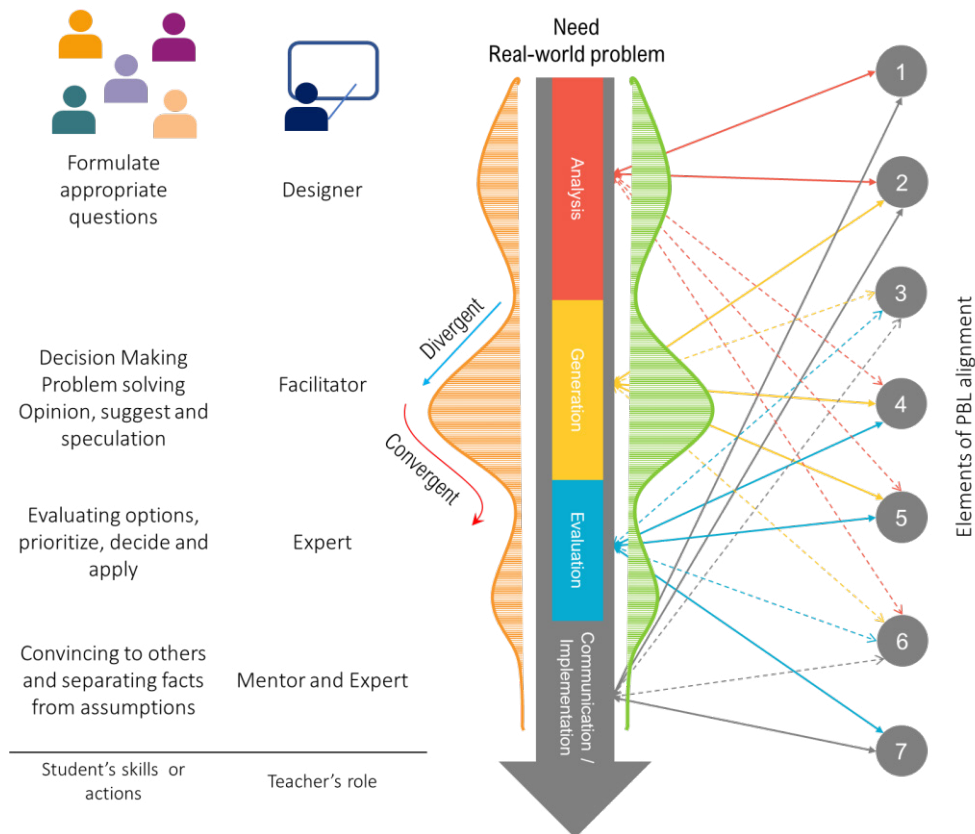 Need
Real-world problem
Formulate
appropriate
questions
Designer
Analysis
1
2
3
Divergent
Decision Making
Problem solving
Opinion, suggest and
speculation
Facilitator
Generation
4
Convergent
Evaluating options,
prioritize, decide and
apply
Expert
Evaluation
5
Elements of PBL alignment
Convincing to others
and separating facts
from assumptions
Mentor and Expert
Communication /
Implementation
6
7
Student's skills or
actions
Teacher's role